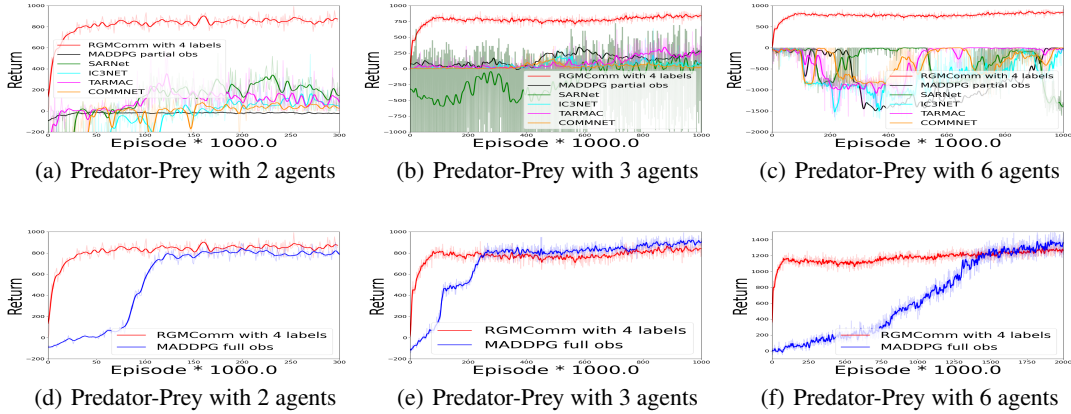 1000
800
600
400
200
0
−200
Return
RGMComm with 4 labels
MADDPG partial obs
SARNet
IC3NET
TARMAC
COMMNET
0 50 100 150 200 250 300
Episode * 1000.0
(a) Predator-Prey with 2 agents
1000
750
500
250
0
−250
−500
−750
−1000
Return
RGMComm with 4 labels
MADDPG partial obs
SARNet
IC3NET
TARMAC
COMMNET
0 200 400 600 800 1000
Episode * 1000.0
(b) Predator-Prey with 3 agents
1000
500
0
−500
−1000
−1500
−2000
Return
RGMComm with 4 labels
MADDPG partial obs
SARNet
IC3NET
TARMAC
COMMNET
0 200 400 600 800 1000
Episode * 1000.0
(c) Predator-Prey with 6 agents
1000
800
600
400
200
0
−200
Return
RGMComm with 4 labels
MADDPG full obs
0 50 100 150 200 250 300
Episode * 1000.0
(d) Predator-Prey with 2 agents
1000
800
600
400
200
0
−200
Return
RGMComm with 4 labels
MADDPG full obs
0 200 400 600 800 1000
Episode * 1000.0
(e) Predator-Prey with 3 agents
1400
1200
1000
800
600
400
200
0
Return
RGMComm with 4 labels
MADDPG full obs
0 250 500 750 1000 1250 1500 1750 2000
Episode * 1000.0
(f) Predator-Prey with 6 agents